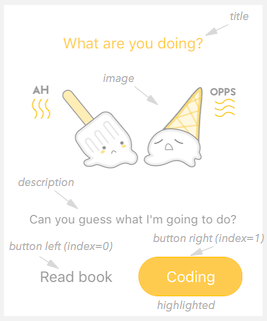 title
What are you doing?
image
AH
OPPS
description
Can you guess what I'm going to do?
button left (index=0)
button right (index=1)
Read book
Coding
highlighted